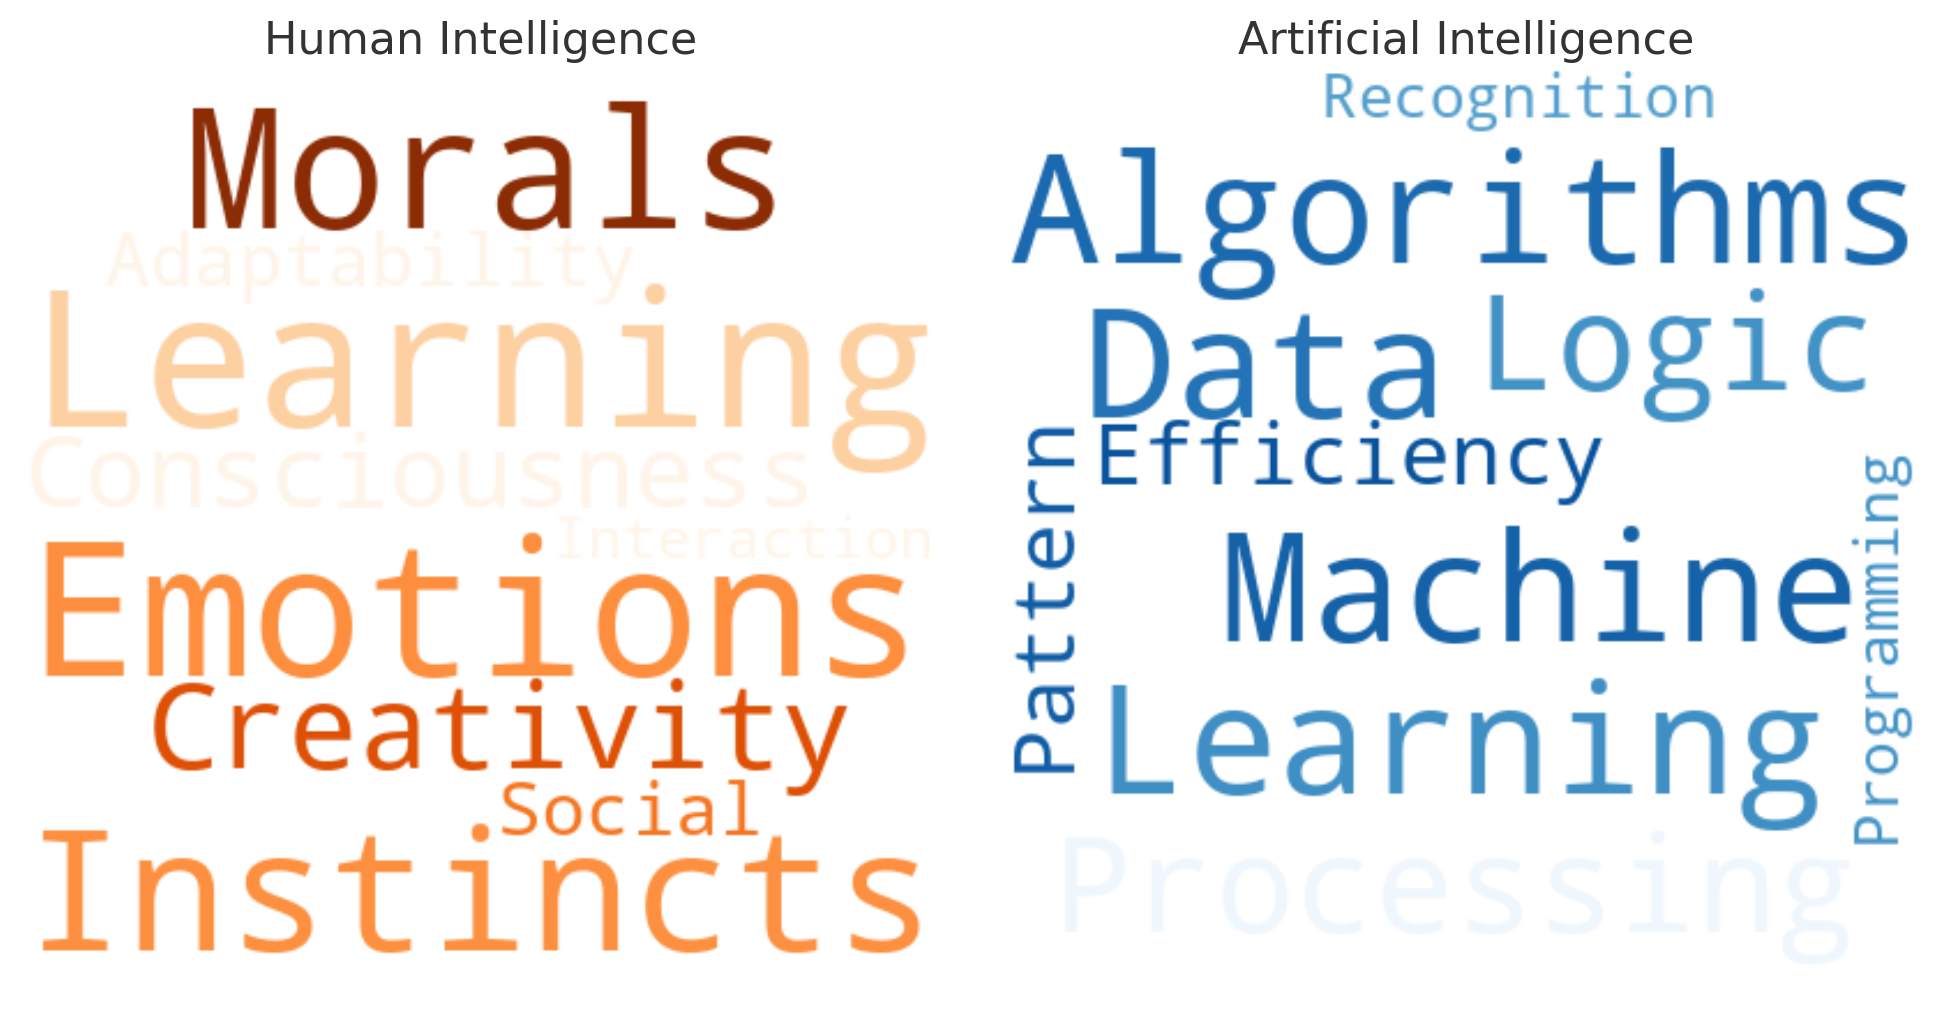 Human Intelligence
Morals
Adaptability
Learning
Consciousness
Interaction
Emotions
Creativity
Social
Instincts
Artificial Intelligence
Recognition
Algorithms
Data
Logic
Efficiency
Pattern
Machine
Programming
Learning
Processing